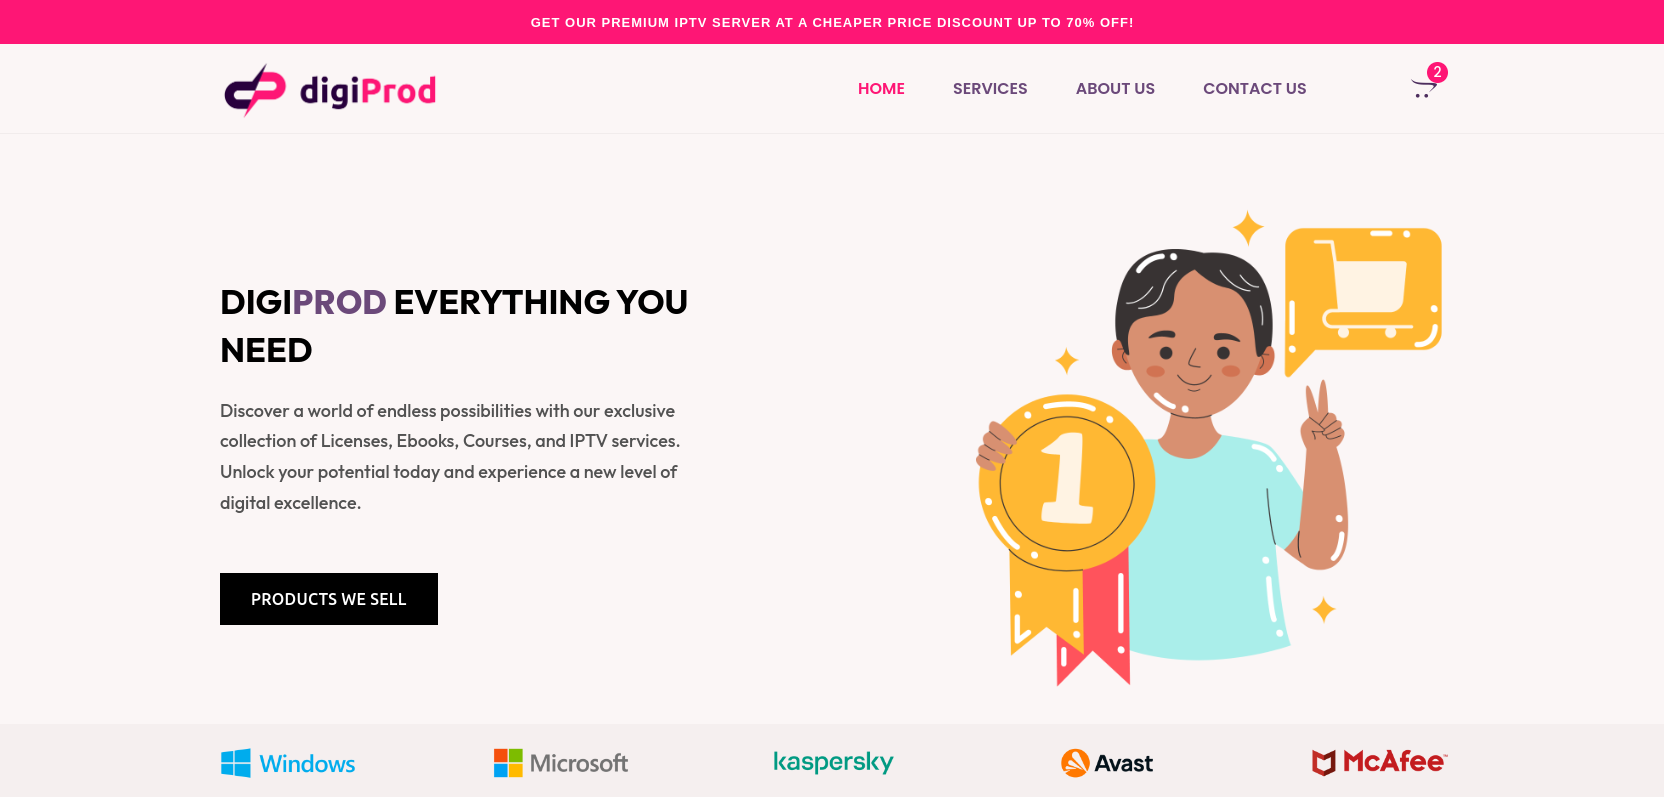 GET OUR PREMIUM IPTV SERVER AT A CHEAPER PRICE DISCOUNT UP TO 70% OFF!
digiProd
HOME SERVICES ABOUT US CONTACT US 2
DIGIPROD EVERYTHING YOU
NEED
Discover a world of endless possibilities with our exclusive
collection of Licenses, Ebooks, Courses, and IPTV services.
Unlock your potential today and experience a new level of
digital excellence.
PRODUCTS WE SELL
1
Windows Microsoft kaspersky Avast McAfee™